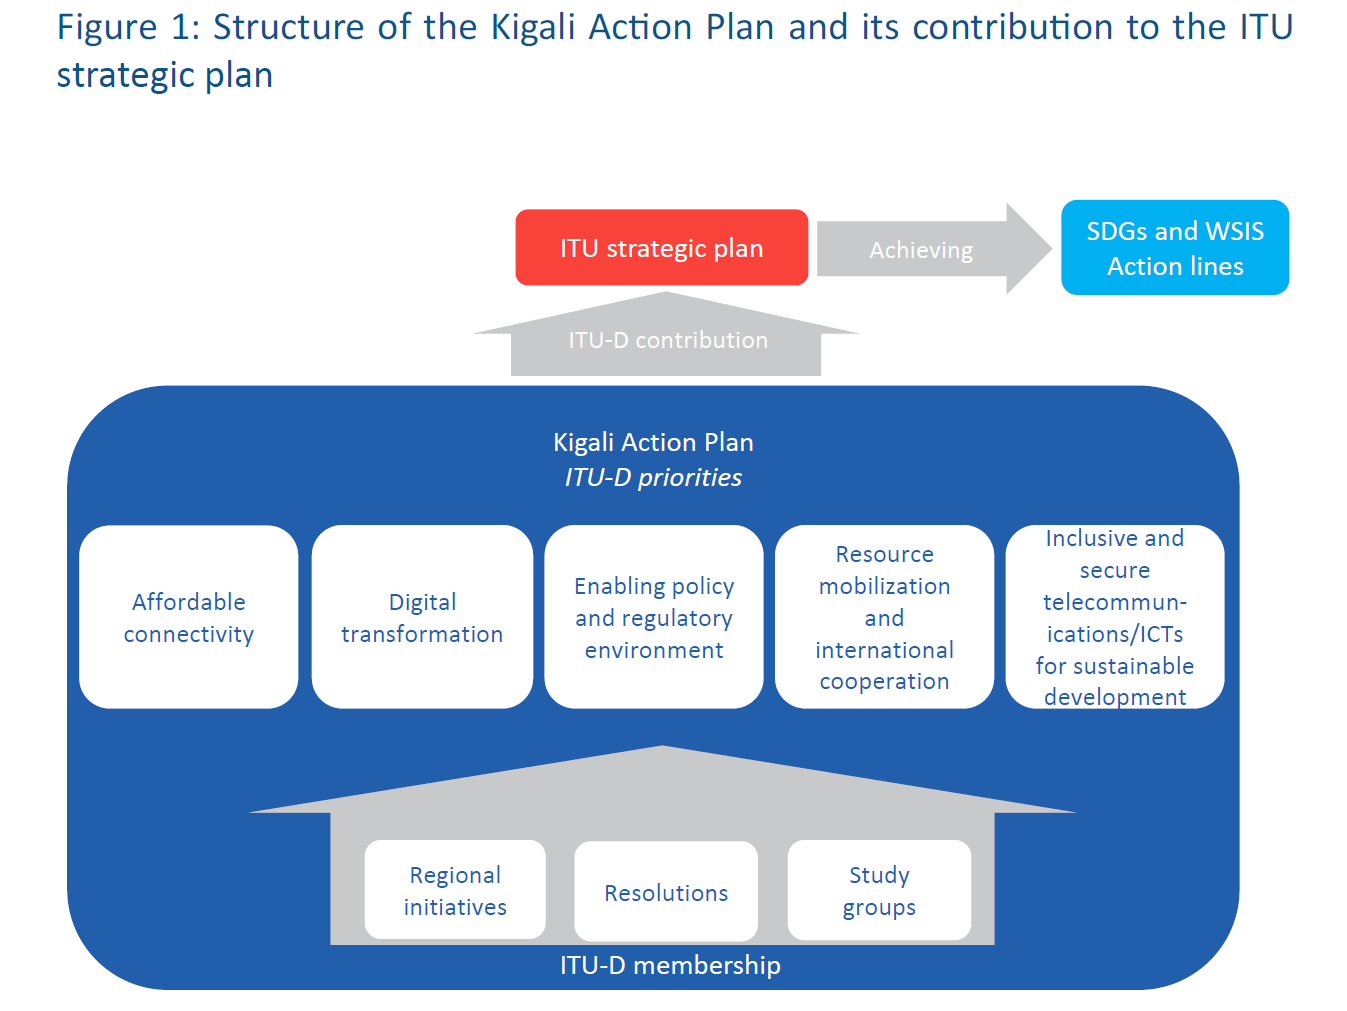 Figure 1: Structure of the Kigali Action Plan and its contribution to the ITU
strategic plan
ITU strategic plan
Achieving
SDGs and WSIS
Action lines
ITU-D contribution
Kigali Action Plan
ITU-D priorities
Affordable
connectivity
Digital
transformation
Enabling policy
and regulatory
environment
Resource
mobilization
and
international
cooperation
Inclusive and
secure
telecommun-
ications/ICTs
for sustainable
development
Regional
initiatives
Resolutions
Study
groups
ITU-D membership